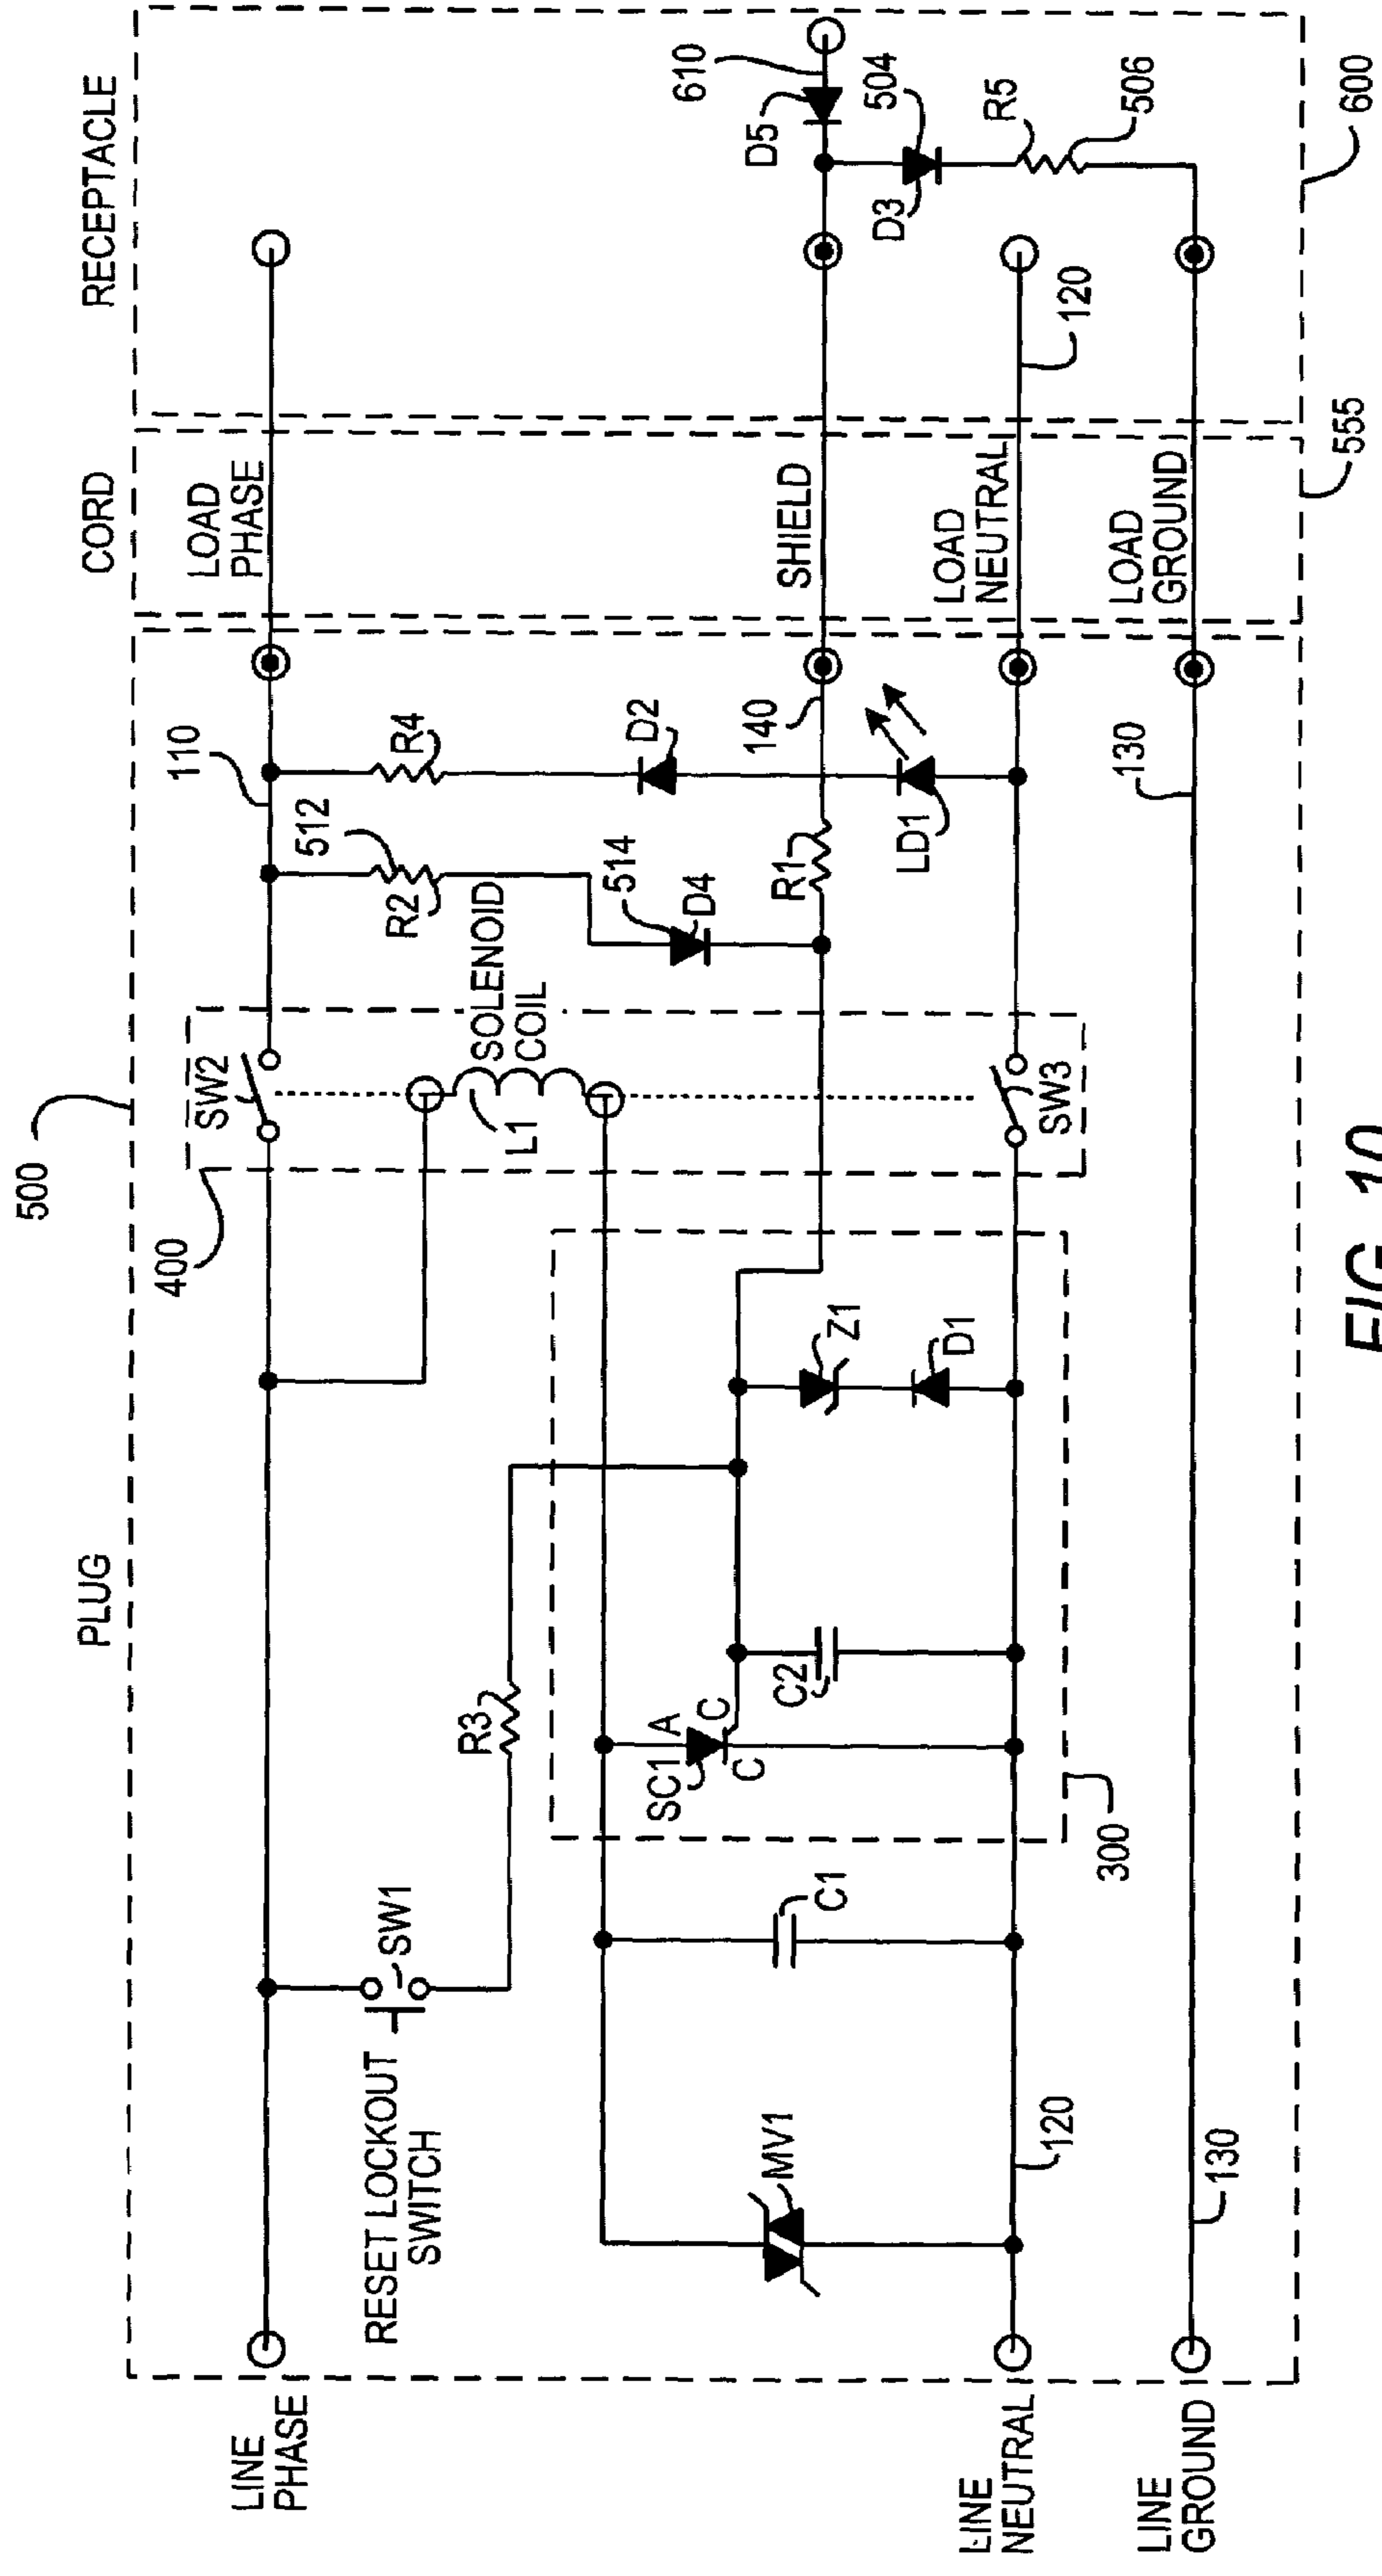 PLUG
CORD
RECEPTACLE
500
400
110
512
514
140
130
120
610
504
506
600
555
300
120
130
130
LINE
PHASE
LINE
NEUTRAL
LINE
GROUND
RESET LOCKOUT
SWITCH
SW1
R3
MV1
C1
SC1
A
C
C
C2
Z1
D1
SW2
L1
SOLENOID
COIL
SW3
R2
D4
R4
D2
R1
LD1
LOAD
PHASE
SHIELD
LOAD
NEUTRAL
LOAD
GROUND
D5
D3
R5